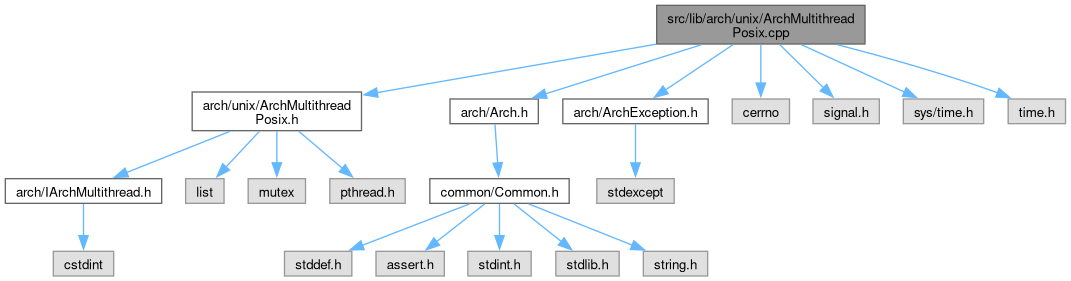 src/lib/arch/unix/ArchMultithread
Posix.cpp
arch/unix/ArchMultithread
Posix.h
arch/Arch.h
arch/ArchException.h
cerrno
signal.h
sys/time.h
time.h
arch/IArchMultithread.h
list
mutex
pthread.h
common/Common.h
stdexcept
cstdint
stddef.h
assert.h
stdint.h
stdlib.h
string.h